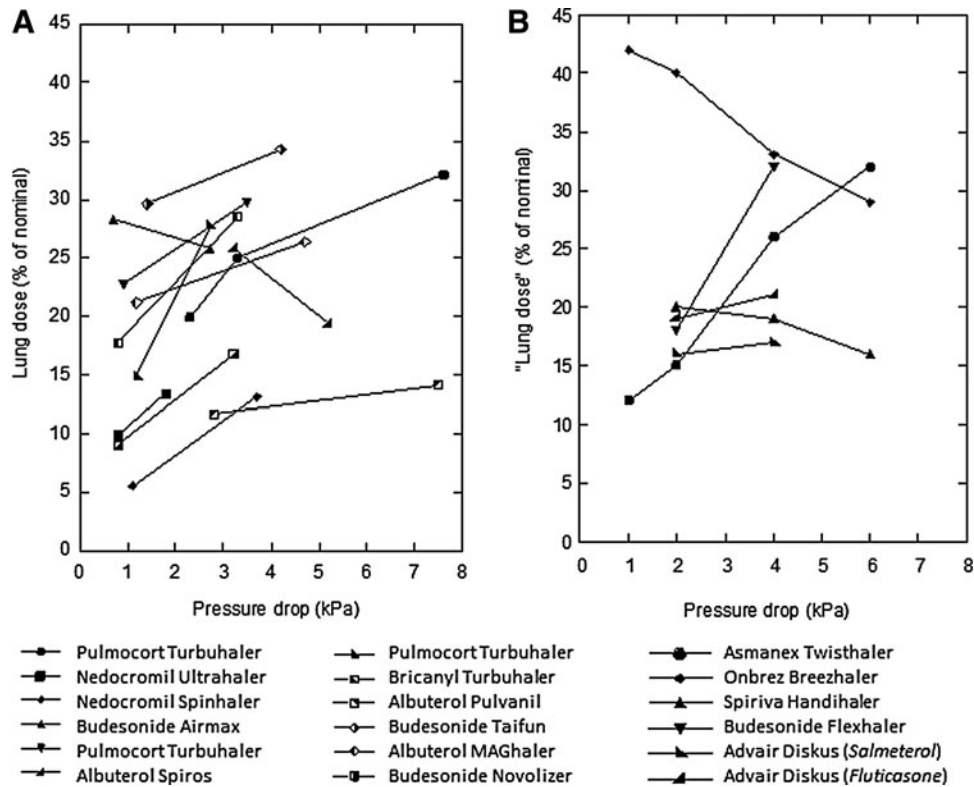 A
B
45
40
35
30
25
20
15
10
5
0
Lung dose (% of nominal)
0 1 2 3 4 5 6 7 8
Pressure drop (kPa)
45
40
35
30
25
20
15
10
5
0
"Lung dose" (% of nominal)
0 1 2 3 4 5 6 7 8
Pressure drop (kPa)
Pulmocort Turbuhaler
Nedocromil Ultrahaler
Nedocromil Spinhaler
Budesonide Airmax
Pulmocort Turbuhaler
Albuterol Spiros
Pulmocort Turbuhaler
Bricanyl Turbuhaler
Albuterol Pulvanil
Budesonide Taifun
Albuterol MAGhaler
Budesonide Novolizer
Asmanex Twisthaler
Onbrez Breezhaler
Spiriva Handihaler
Budesonide Flexhaler
Advair Diskus (Salmeterol)
Advair Diskus (Fluticasone)